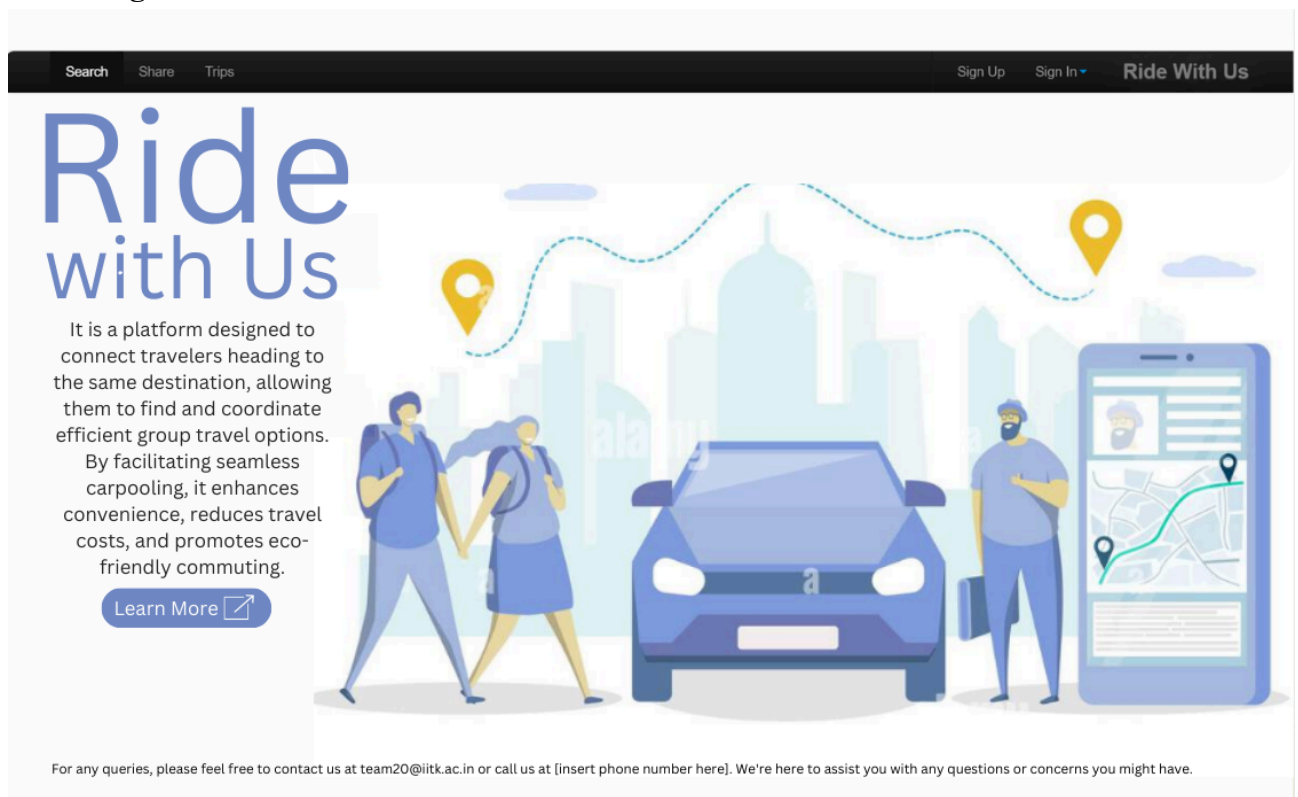 Search Share Trips Sign Up Sign In Ride With Us
Ride
with Us
It is a platform designed to
connect travelers heading to
the same destination, allowing
them to find and coordinate
efficient group travel options.
By facilitating seamless
carpooling, it enhances
convenience, reduces travel
costs, and promotes eco-
friendly commuting.
Learn More
alamy
a
a
a
a
a
a
For any queries, please feel free to contact us at team20@iitk.ac.in or call us at [insert phone number here]. We're here to assist you with any questions or concerns you might have.